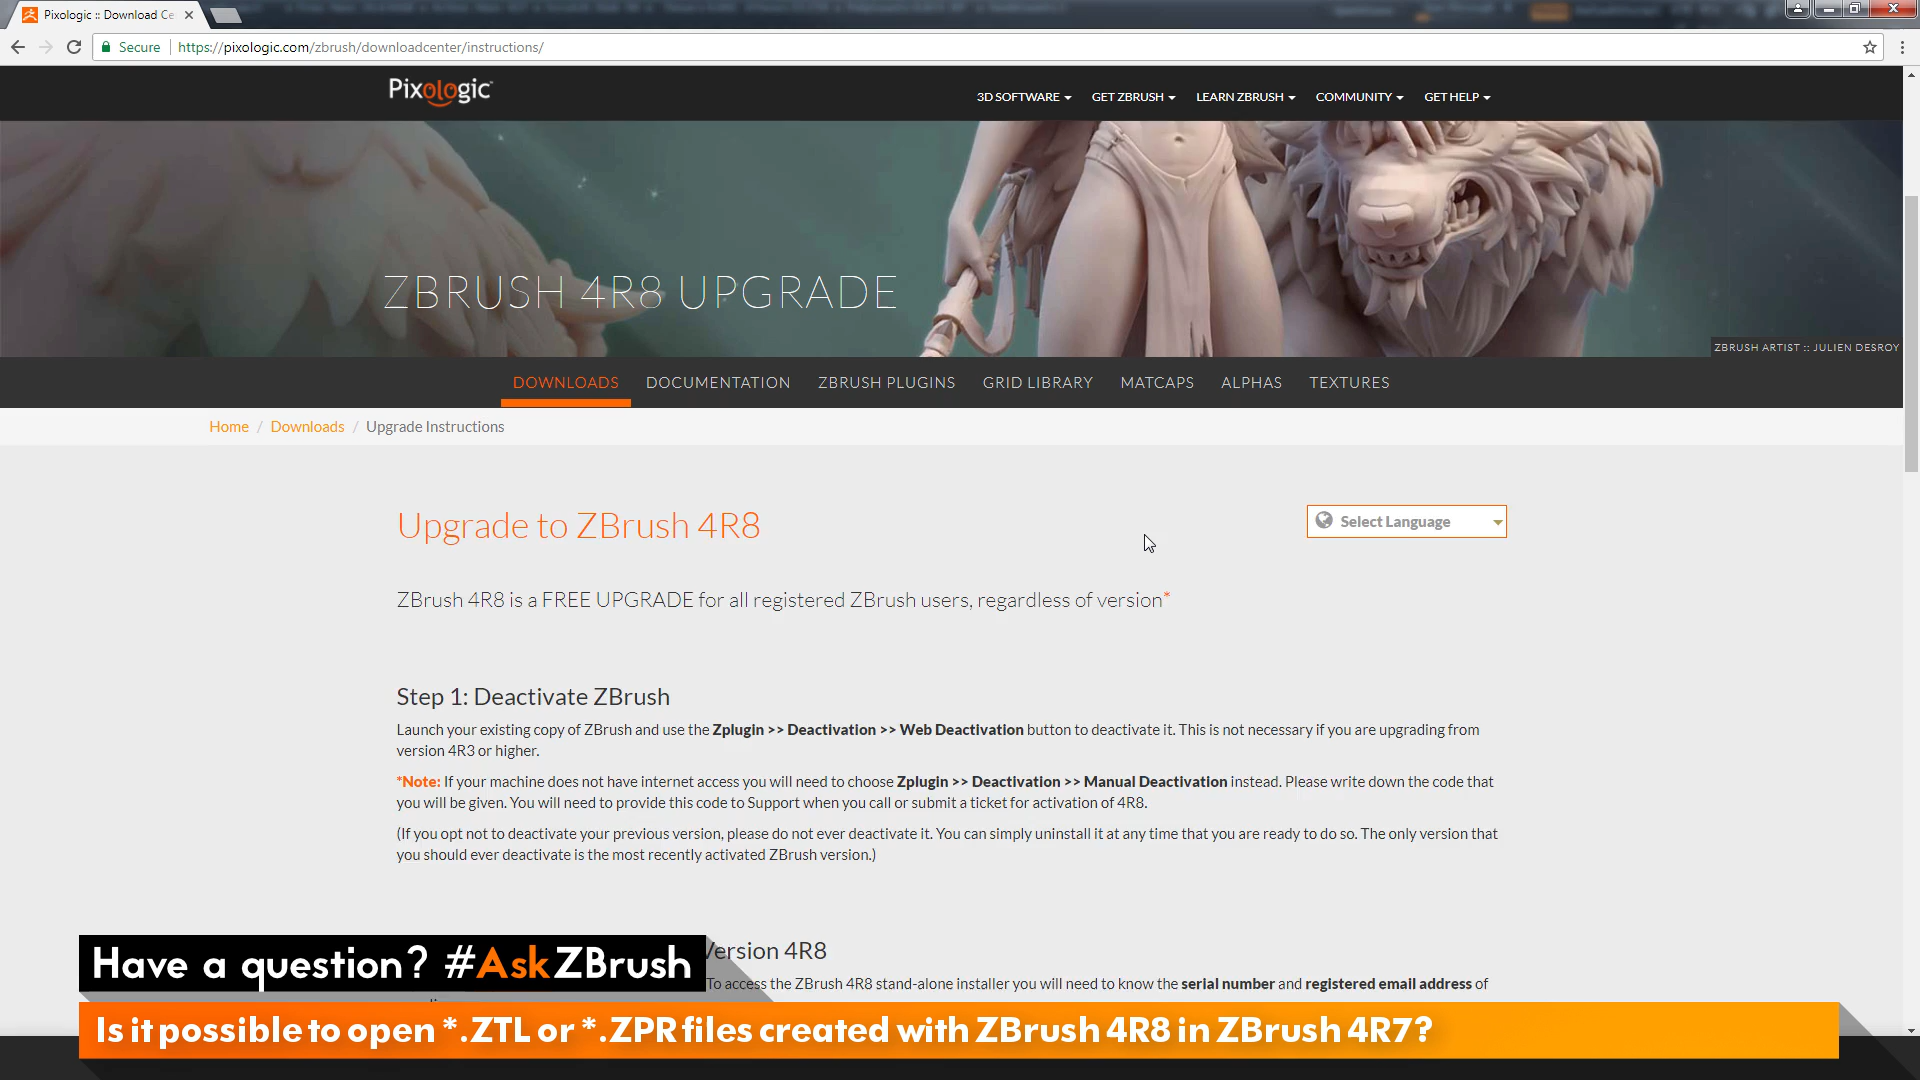 Pixologic :: Download Ce
Secure
https://pixologic.com/zbrush/downloadcenter/instructions/
Pixologic
3D SOFTWARE
GET ZBRUSH
LEARN ZBRUSH
COMMUNITY
GET HELP
ZBRUSH 4R8 UPGRADE
ZBRUSH ARTIST :: JULIEN DESROY
DOWNLOADS
DOCUMENTATION
ZBRUSH PLUGINS
GRID LIBRARY
MATCAPS
ALPHAS
TEXTURES
Home / Downloads / Upgrade Instructions
Upgrade to ZBrush 4R8
Select Language
ZBrush 4R8 is a FREE UPGRADE for all registered ZBrush users, regardless of version*
Step 1: Deactivate ZBrush
Launch your existing copy of ZBrush and use the Zplugin >> Deactivation >> Web Deactivation button to deactivate it. This is not necessary if you are upgrading from
version 4R3 or higher.
*Note: If your machine does not have internet access you will need to choose Zplugin >> Deactivation >> Manual Deactivation instead. Please write down the code that
you will be given. You will need to provide this code to Support when you call or submit a ticket for activation of 4R8.
(If you opt not to deactivate your previous version, please do not ever deactivate it. You can simply uninstall it at any time that you are ready to do so. The only version that
you should ever deactivate is the most recently activated ZBrush version.)
Version 4R8
To access the ZBrush 4R8 stand-alone installer you will need to know the serial number and registered email address of
Have a question? #AskZBrush
Is it possible to open *.ZTL or *.ZPR files created with ZBrush 4R8 in ZBrush 4R7?